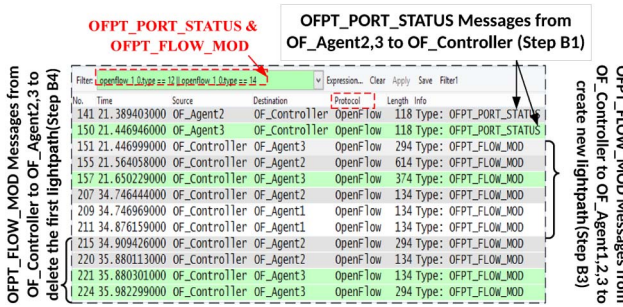 OFPT_PORT_STATUS &
OFPT_FLOW_MOD
OFPT_PORT_STATUS Messages from
OF_Agent2,3 to OF_Controller (Step B1)
OFPT_FLOW_MOD Messages from
OF_Controller to OF_Agent2,3 to
delete the first lightpath(Step B4)
Filter: openflow_1_0.type == 12 || openflow_1_0.type == 14 Expression... Clear Apply Save Filter1
No. Time Source Destination Protocol Length Info
141 21.389403000 OF_Agent2 OF_Controller OpenFlow 118 Type: OFPT_PORT_STATUS
150 21.446946000 OF_Agent3 OF_Controller OpenFlow 118 Type: OFPT_PORT_STATUS
151 21.446999000 OF_Controller OF_Agent3 OpenFlow 294 Type: OFPT_FLOW_MOD
155 21.564058000 OF_Controller OF_Agent2 OpenFlow 614 Type: OFPT_FLOW_MOD
157 21.650229000 OF_Controller OF_Agent3 OpenFlow 374 Type: OFPT_FLOW_MOD
207 34.746444000 OF_Controller OF_Agent2 OpenFlow 134 Type: OFPT_FLOW_MOD
209 34.746969000 OF_Controller OF_Agent1 OpenFlow 134 Type: OFPT_FLOW_MOD
211 34.876159000 OF_Controller OF_Agent1 OpenFlow 134 Type: OFPT_FLOW_MOD
215 34.909426000 OF_Controller OF_Agent2 OpenFlow 294 Type: OFPT_FLOW_MOD
220 35.880113000 OF_Controller OF_Agent2 OpenFlow 134 Type: OFPT_FLOW_MOD
221 35.880301000 OF_Controller OF_Agent3 OpenFlow 134 Type: OFPT_FLOW_MOD
224 35.982299000 OF_Controller OF_Agent3 OpenFlow 294 Type: OFPT_FLOW_MOD
OFPT_FLOW_MOD Messages from
OF_Controller to OF_Agent1,2,3 to
create new lightpath(Step B3)